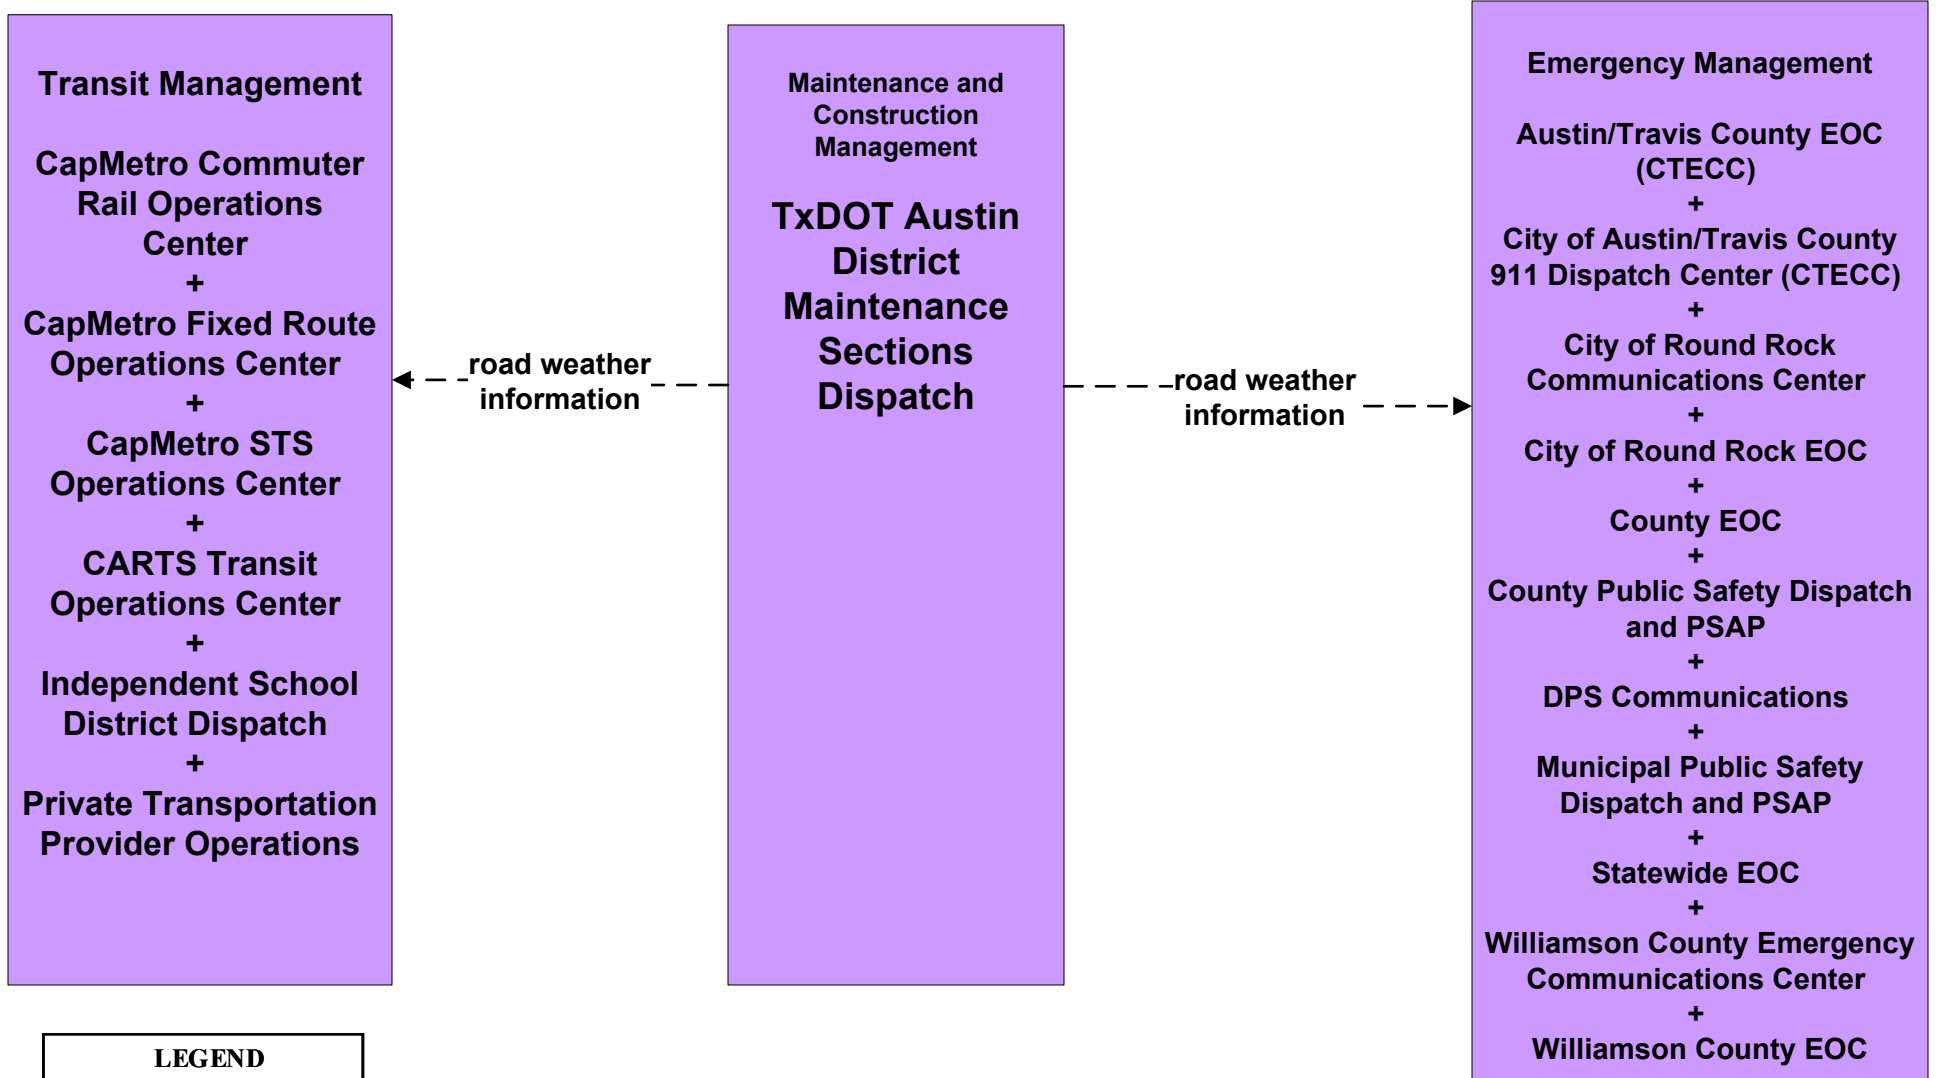 Transit Management
CapMetro Commuter
Rail Operations
Center
+
CapMetro Fixed Route
Operations Center
+
CapMetro STS
Operations Center
+
CARTS Transit
Operations Center
+
Independent School
District Dispatch
+
Private Transportation
Provider Operations
road weather
information
Maintenance and
Construction
Management
TxDOT Austin
District
Maintenance
Sections
Dispatch
road weather
information
Emergency Management
Austin/Travis County EOC
(CTECC)
+
City of Austin/Travis County
911 Dispatch Center (CTECC)
+
City of Round Rock
Communications Center
+
City of Round Rock EOC
+
County EOC
+
County Public Safety Dispatch
and PSAP
+
DPS Communications
+
Municipal Public Safety
Dispatch and PSAP
+
Statewide EOC
+
Williamson County Emergency
Communications Center
+
Williamson County EOC
LEGEND